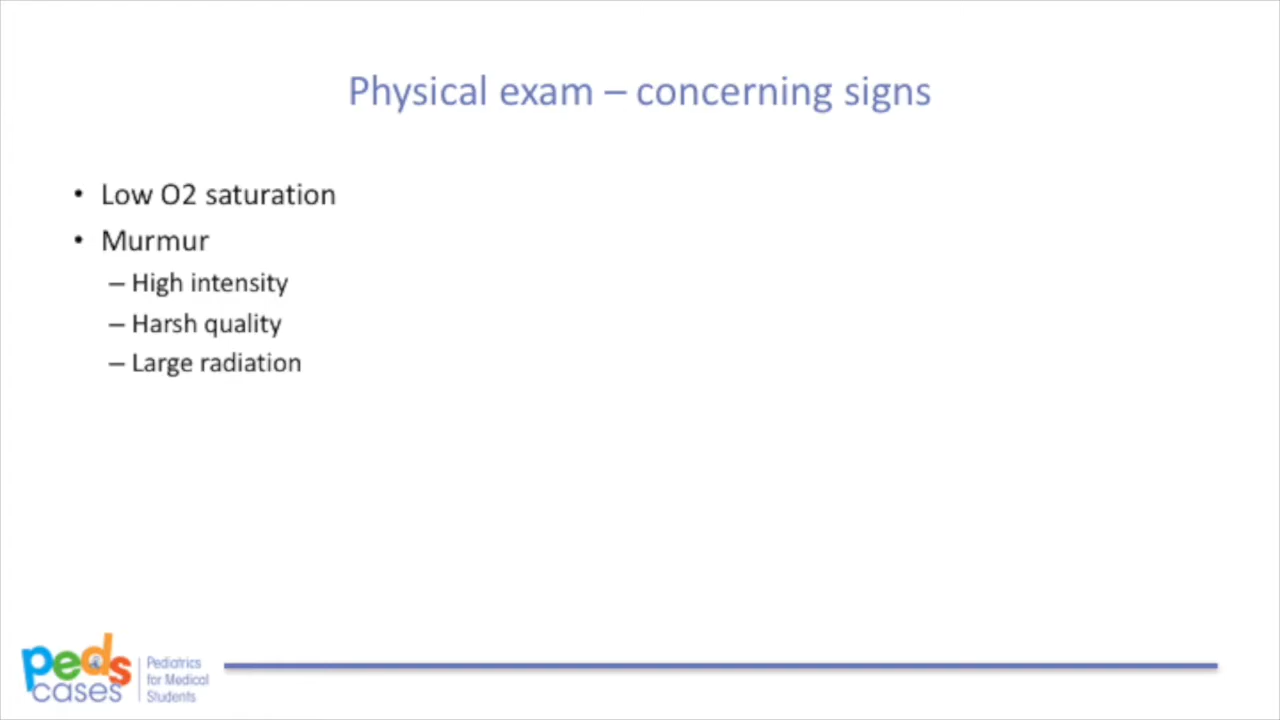 Physical exam – concerning signs
• Low O2 saturation
• Murmur
– High intensity
– Harsh quality
– Large radiation
peds
cases
Pediatrics
for Medical
Students